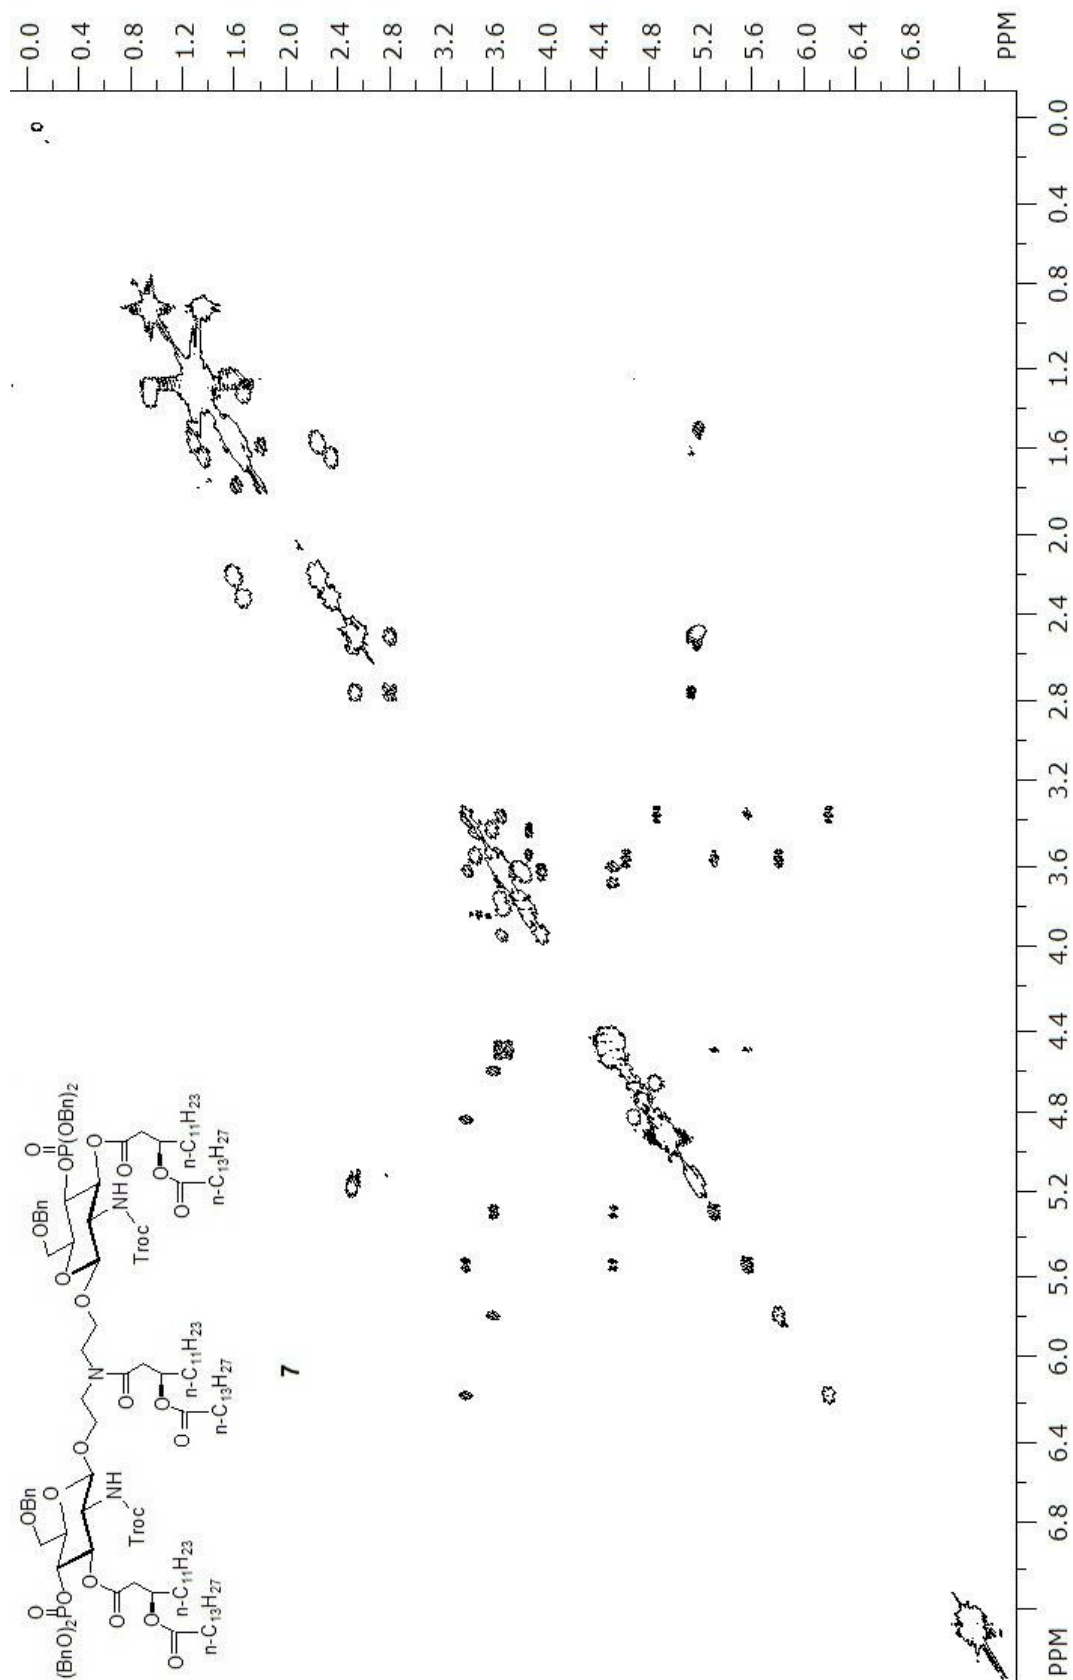 0.0
0.4
0.8
1.2
1.6
2.0
2.4
2.8
3.2
3.6
4.0
4.4
4.8
5.2
5.6
6.0
6.4
6.8
PPM
0.0
0.4
0.8
1.2
1.6
2.0
2.4
2.8
3.2
3.6
4.0
4.4
4.8
5.2
5.6
6.0
6.4
6.8
PPM
(BnO)₂P
O
O
OBn
O
O
NH
Troc
O
O
O
O
n-C₁₁H₂₃
n-C₁₃H₂₇
O
N
O
O
O
n-C₁₁H₂₃
n-C₁₃H₂₇
O
O
OBn
O
OP(OBn)₂
O
O
NH
Troc
O
O
O
n-C₁₁H₂₃
n-C₁₃H₂₇
7